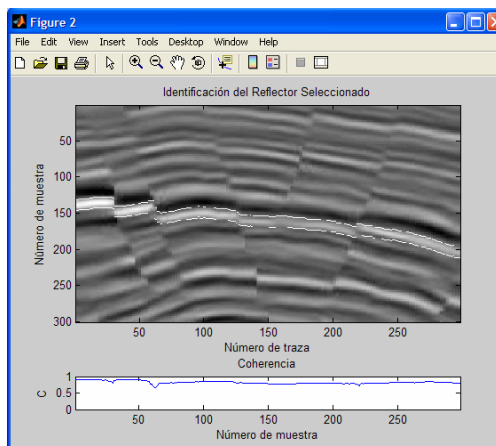 Figure 2
File Edit View Insert Tools Desktop Window Help
Identificación del Reflector Seleccionado
50
100
150
200
250
300
Número de muestra
50 100 150 200 250
Número de traza
Coherencia
1
0.5
0
C
50 100 150 200 250
Número de muestra